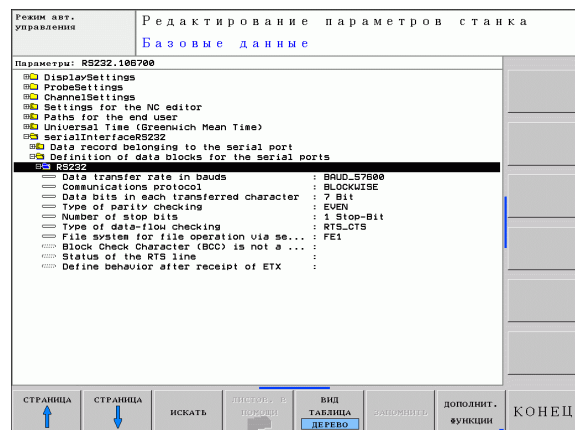 Режим авт.
управления
Редактирование параметров станка
Базовые данные
Параметры: RS232.106700
DisplaySettings
ProbeSettings
ChannelSettings
Settings for the NC editor
Paths for the end user
Universal Time (Greenwich Mean Time)
serialInterfaceRS232
Data record belonging to the serial port
Definition of data blocks for the serial ports
RS232
Data transfer rate in bauds : BAUD_57600
Communications protocol : BLOCKWISE
Data bits in each transferred character : 7 Bit
Type of parity checking : EVEN
Number of stop bits : 1 Stop-Bit
Type of data-flow checking : RTS_CTS
File system for file operation via se... : FE1
Block Check Character (BCC) is not a ... :
Status of the RTS line :
Define behavior after receipt of ETX :
СТРАНИЦА
СТРАНИЦА
ИСКАТЬ
ЛИСТОВ. В
ПОМОЩИ
ВИД
ТАБЛИЦА
ДЕРЕВО
ЗАПОМНИТЬ
ДОПОЛНИТ.
ФУНКЦИИ
КОНЕЦ